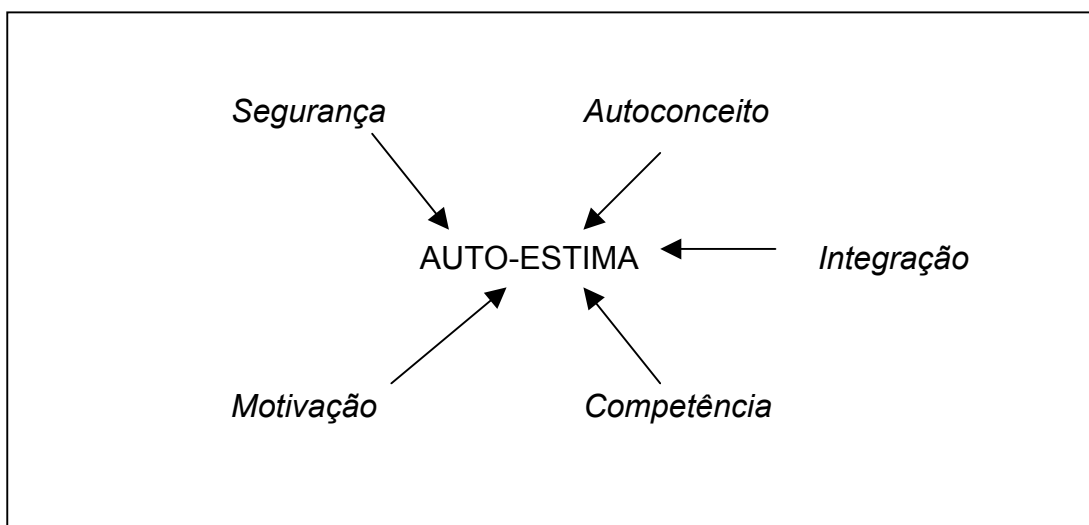 Segurança
Autoconceito
AUTO-ESTIMA
Integração
Motivação
Competência